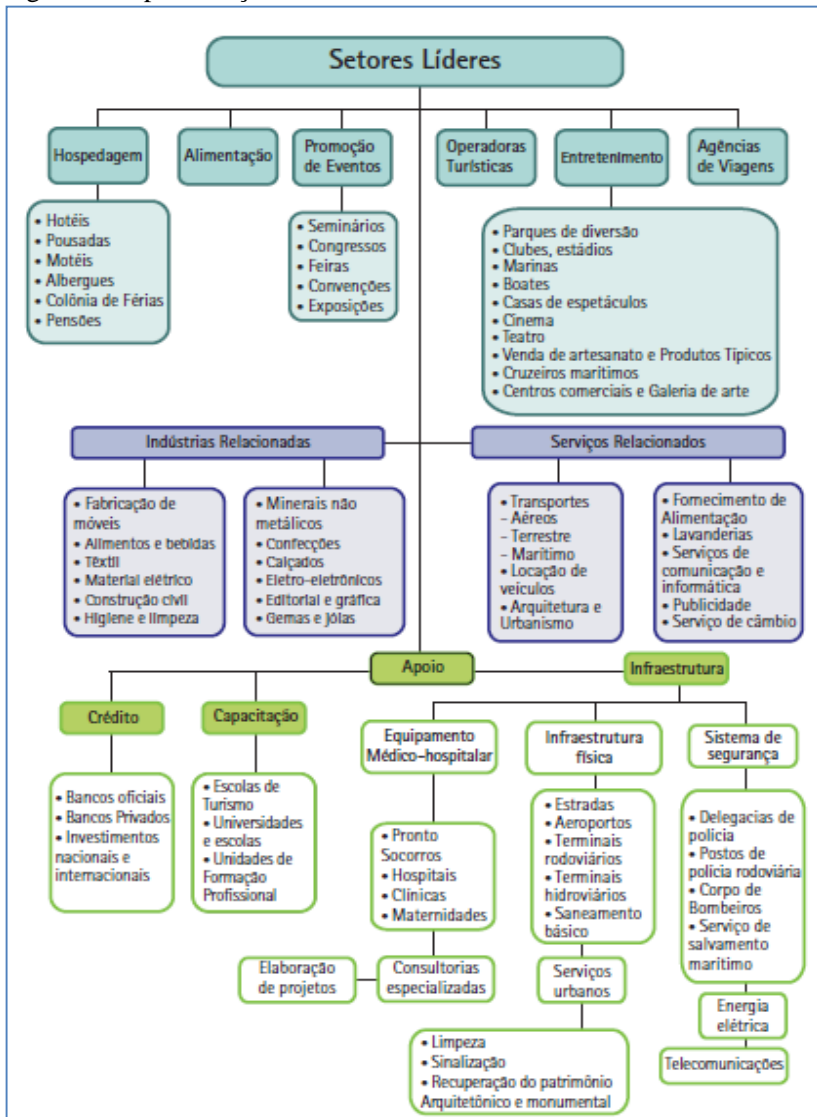 Setores Líderes
Hospedagem
Alimentação
Promoção
de Eventos
Operadoras
Turísticas
Entretenimento
Agências
de Viagens
• Hotéis
• Pousadas
• Motéis
• Albergues
• Colônia de Férias
• Pensões
• Seminários
• Congressos
• Feiras
• Convenções
• Exposições
• Parques de diversão
• Clubes, estádios
• Marinas
• Boates
• Casas de espetáculos
• Cinema
• Teatro
• Venda de artesanato e Produtos Típicos
• Cruzeiros marítimos
• Centros comerciais e Galeria de arte
Indústrias Relacionadas
Serviços Relacionados
• Fabricação de
móveis
• Alimentos e bebidas
• Têxtil
• Material elétrico
• Construção civil
• Higiene e limpeza
• Minerais não
metálicos
• Confecções
• Calçados
• Eletro-eletrônicos
• Editorial e gráfica
• Gemas e jóias
• Transportes
– Aéreos
– Terrestre
– Marítimo
• Locação de
veículos
• Arquitetura e
Urbanismo
• Fornecimento de
Alimentação
• Lavanderias
• Serviços de
comunicação e
informática
• Publicidade
• Serviço de câmbio
Apoio
Infraestrutura
Crédito
Capacitação
Equipamento
Médico-hospitalar
Infraestrutura
física
Sistema de
segurança
• Bancos oficiais
• Bancos Privados
• Investimentos
nacionais e
internacionais
• Escolas de
Turismo
• Universidades
e escolas
• Unidades de
Formação
Profissional
• Pronto
Socorros
• Hospitais
• Clínicas
• Maternidades
• Estradas
• Aeroportos
• Terminais
rodoviários
• Terminais
hidroviários
• Saneamento
básico
• Delegacias de
polícia
• Postos de
polícia rodoviária
• Corpo de
Bombeiros
• Serviço de
salvamento
marítimo
Elaboração
de projetos
Consultorias
especializadas
Serviços
urbanos
Energia
elétrica
• Limpeza
• Sinalização
• Recuperação do patrimônio
Arquitetônico e monumental
Telecomunicações